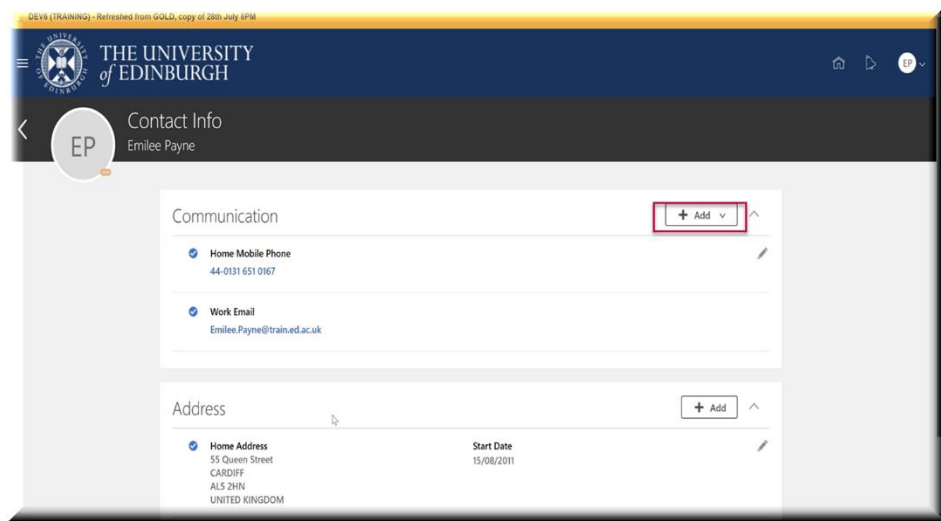 DEV6 (TRAINING) - Refreshed from GOLD, copy of 28th July 8PM
THE UNIVERSITY
of EDINBURGH
EP
Contact Info
EP
Emilee Payne
Communication
+ Add
Home Mobile Phone
44-0131 651 0167
Work Email
Emilee.Payne@train.ed.ac.uk
Address
+ Add
Home Address
Start Date
55 Queen Street
15/08/2011
CARDIFF
AL5 2HN
UNITED KINGDOM